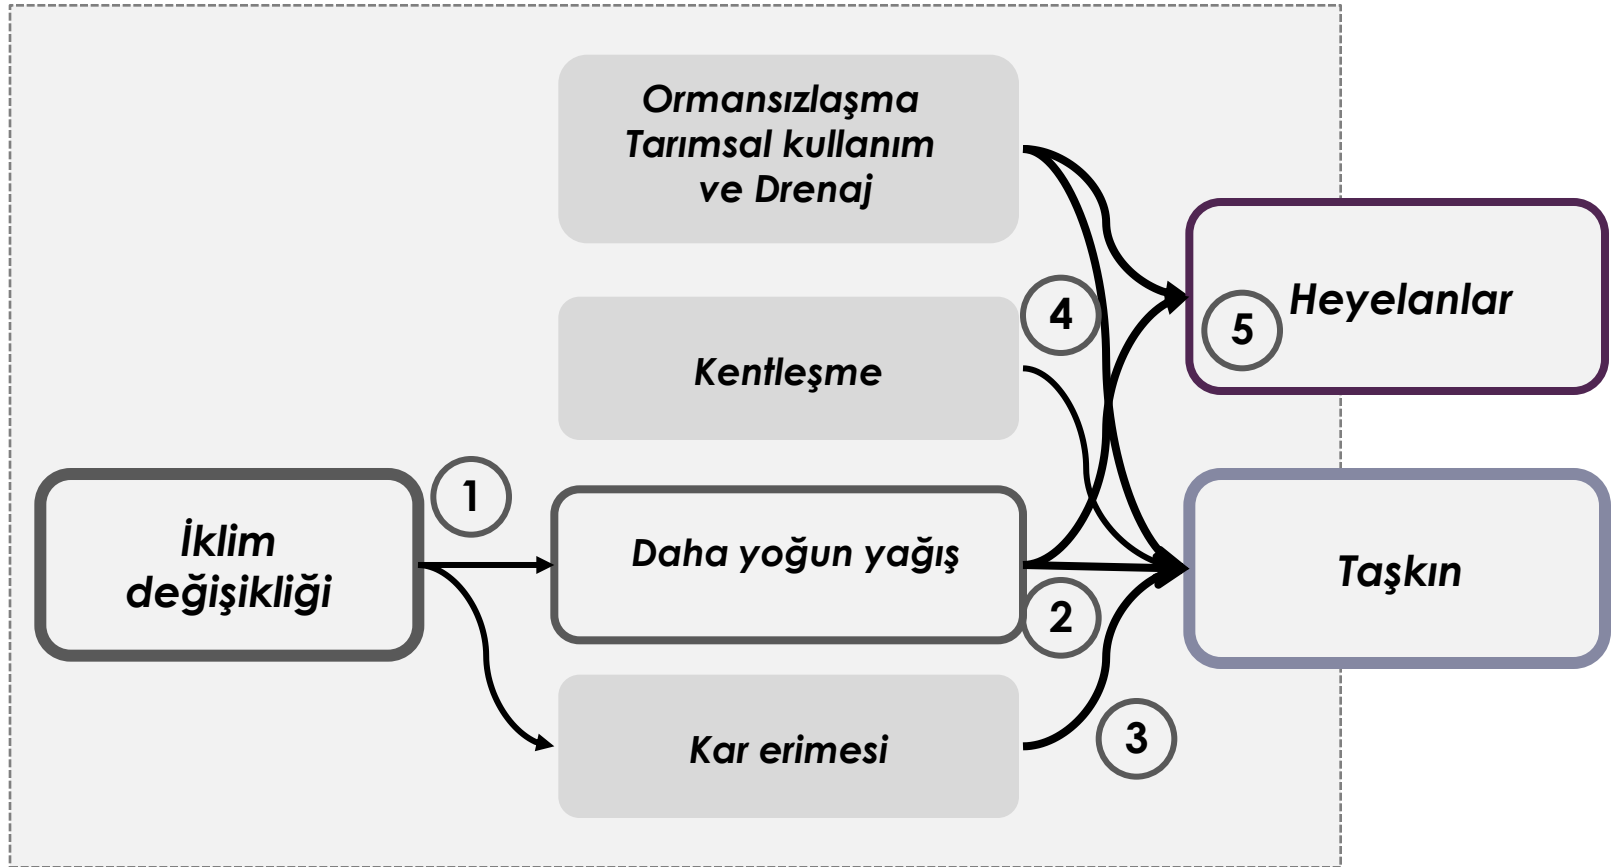 Ormansızlaşma
Tarımsal kullanım
ve Drenaj
4
Heyelanlar
5
Kentleşme
1
İklim
değişikliği
Daha yoğun yağış
2
Taşkın
Kar erimesi
3